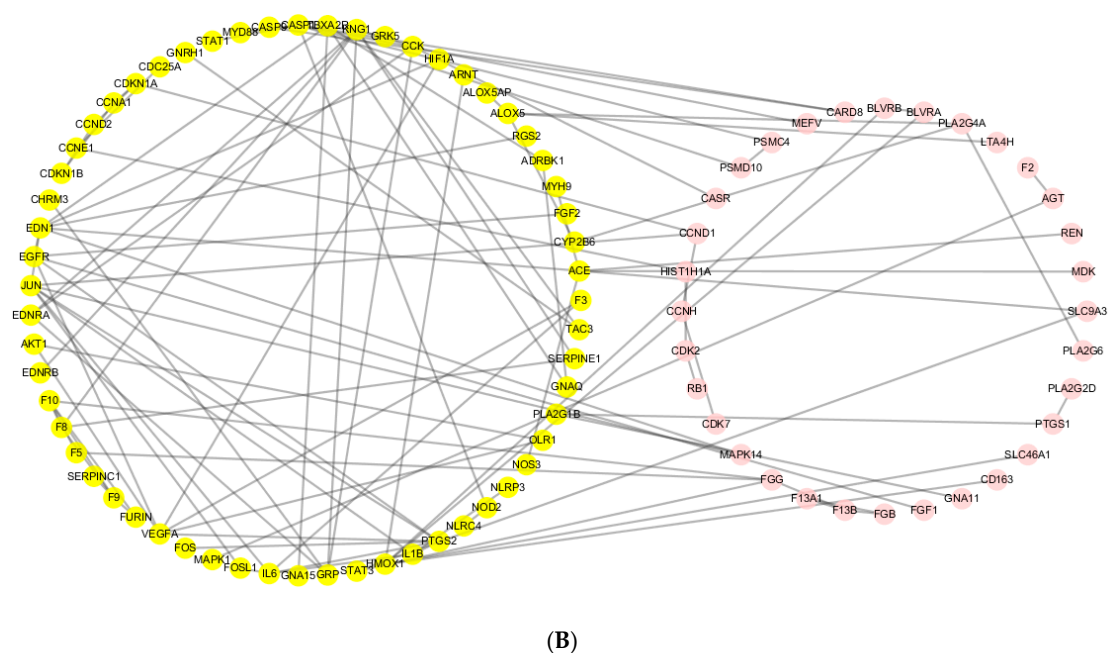 CASP1
TBXA2R
KNG1
GRK5
CCK
HIF1A
ARNT
ALOX5AP
ALOX5
RGS2
ADRBK1
MYH9
FGF2
CYP2B6
ACE
F3
TAC3
SERPINE1
GNAQ
PLA2G1B
OLR1
NOS3
NLRP3
NOD2
NLRC4
PTGS2
IL1B
HMOX1
STAT3
GRP
GNA15
IL6
FOSL1
MAPK1
FOS
VEGFA
FURIN
F9
SERPINC1
F5
F8
F10
EDNRB
AKT1
EDNRA
JUN
EGFR
EDN1
CHRM3
CDKN1B
CCNE1
CCND2
CCNA1
CDKN1A
CDC25A
GNRH1
STAT1
MYD88
CARD8
BLVRB
BLVRA
PLA2G4A
LTA4H
F2
AGT
REN
MDK
SLC9A3
PLA2G6
PLA2G2D
PTGS1
SLC46A1
CD163
GNA11
FGF1
FGB
F13B
F13A1
FGG
MAPK14
CDK7
RB1
CDK2
CCNH
HIST1H1A
CCND1
CASR
PSMD10
PSMC4
MEFV
(B)